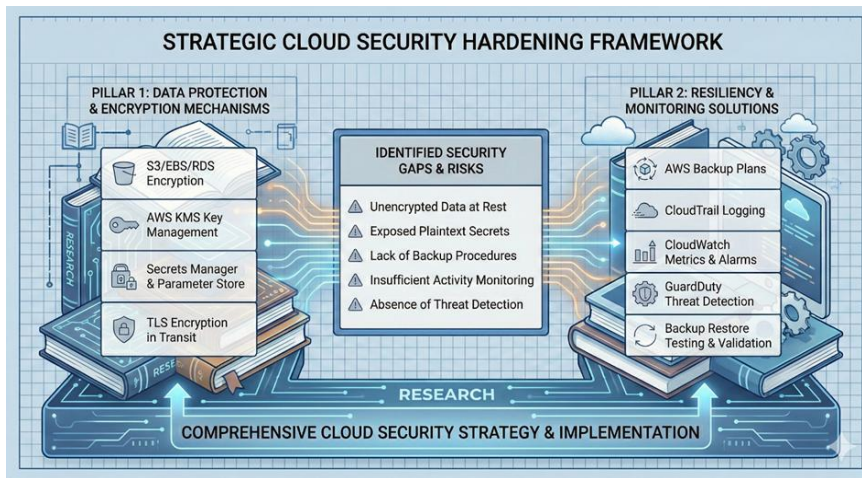 STRATEGIC CLOUD SECURITY HARDENING FRAMEWORK
PILLAR 1: DATA PROTECTION
& ENCRYPTION MECHANISMS
S3/EBS/RDS
Encryption
AWS KMS Key
Management
Secrets Manager
& Parameter Store
TLS Encryption
in Transit
RESEARCH
IDENTIFIED SECURITY
GAPS & RISKS
Unencrypted Data at Rest
Exposed Plaintext Secrets
Lack of Backup Procedures
Insufficient Activity Monitoring
Absence of Threat Detection
PILLAR 2: RESILIENCY &
MONITORING SOLUTIONS
AWS Backup Plans
CloudTrail Logging
CloudWatch
Metrics & Alarms
GuardDuty
Threat Detection
Backup Restore
Testing & Validation
RESEARCH
COMPREHENSIVE CLOUD SECURITY STRATEGY & IMPLEMENTATION